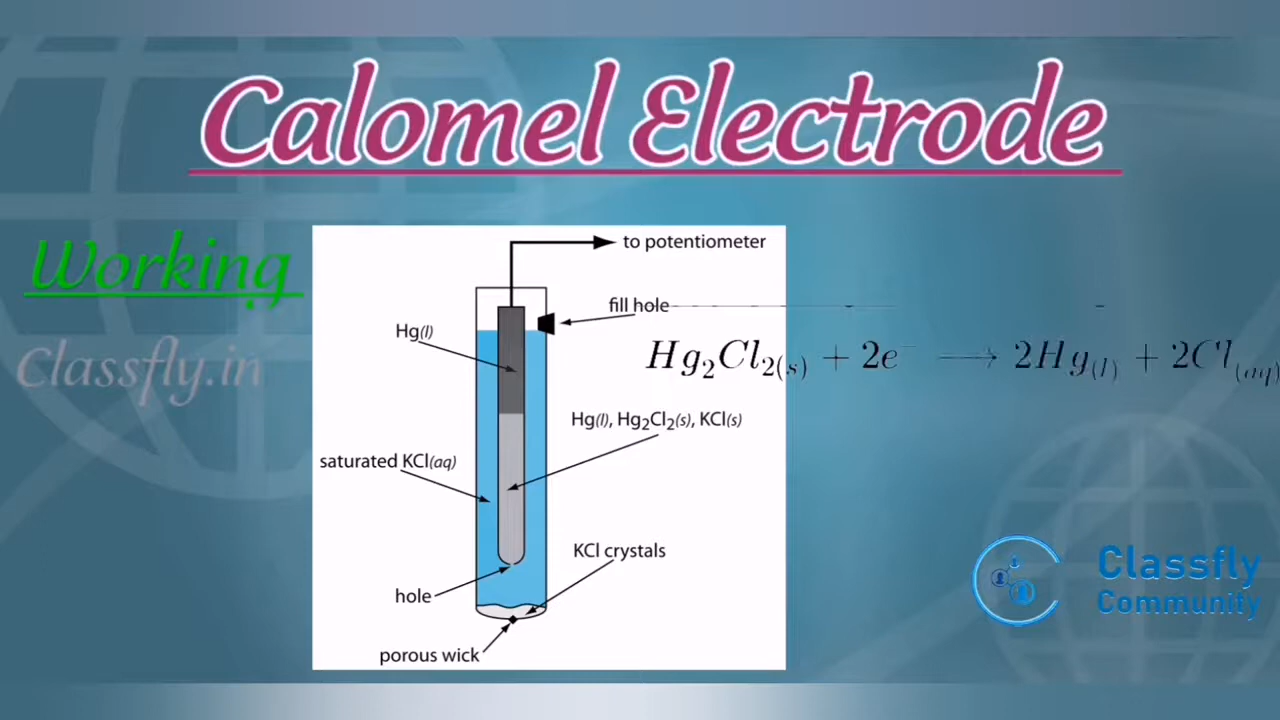 Calomel Electrode
Working
Classfly.in
to potentiometer
fill hole
Hg(l)
Hg₂Cl₂₍s₎ + 2e⁻ ⟶ 2Hg₍l₎ + 2Cl₍aq₎
Hg(l), Hg₂Cl₂(s), KCl(s)
saturated KCl(aq)
KCl crystals
hole
porous wick
Classfly
Community